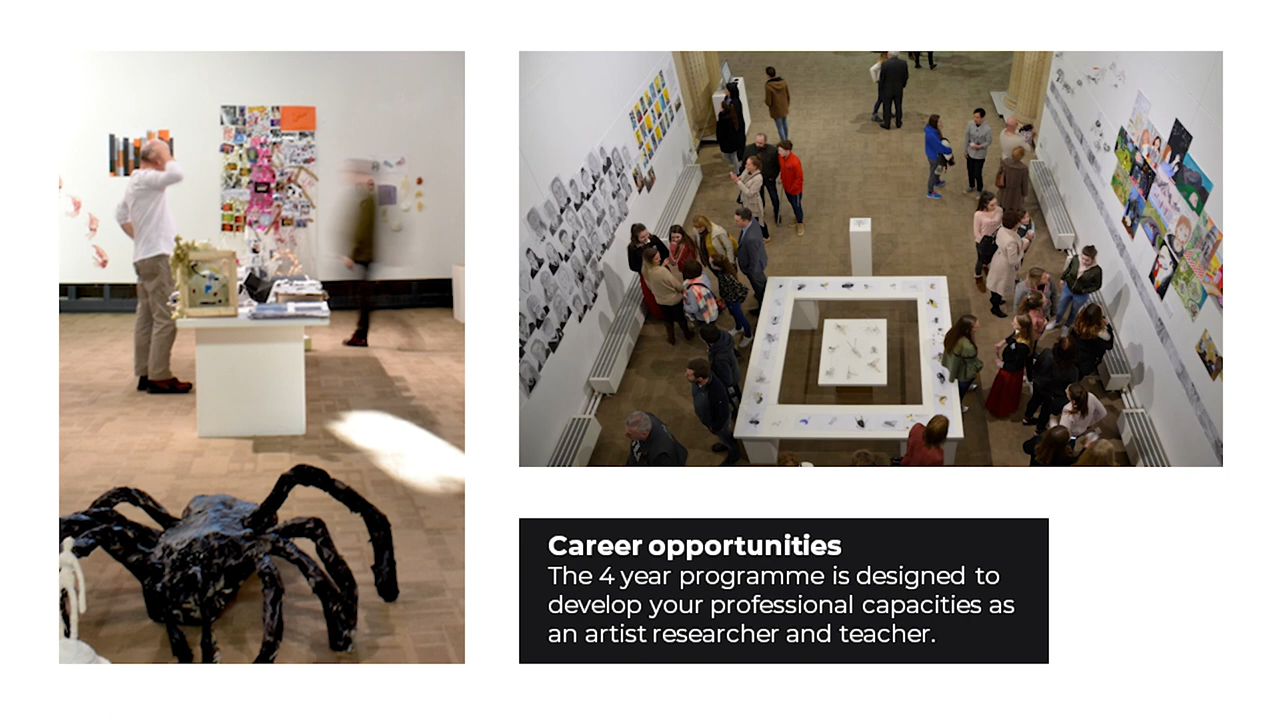 Career opportunities
The 4 year programme is designed to
develop your professional capacities as
an artist researcher and teacher.